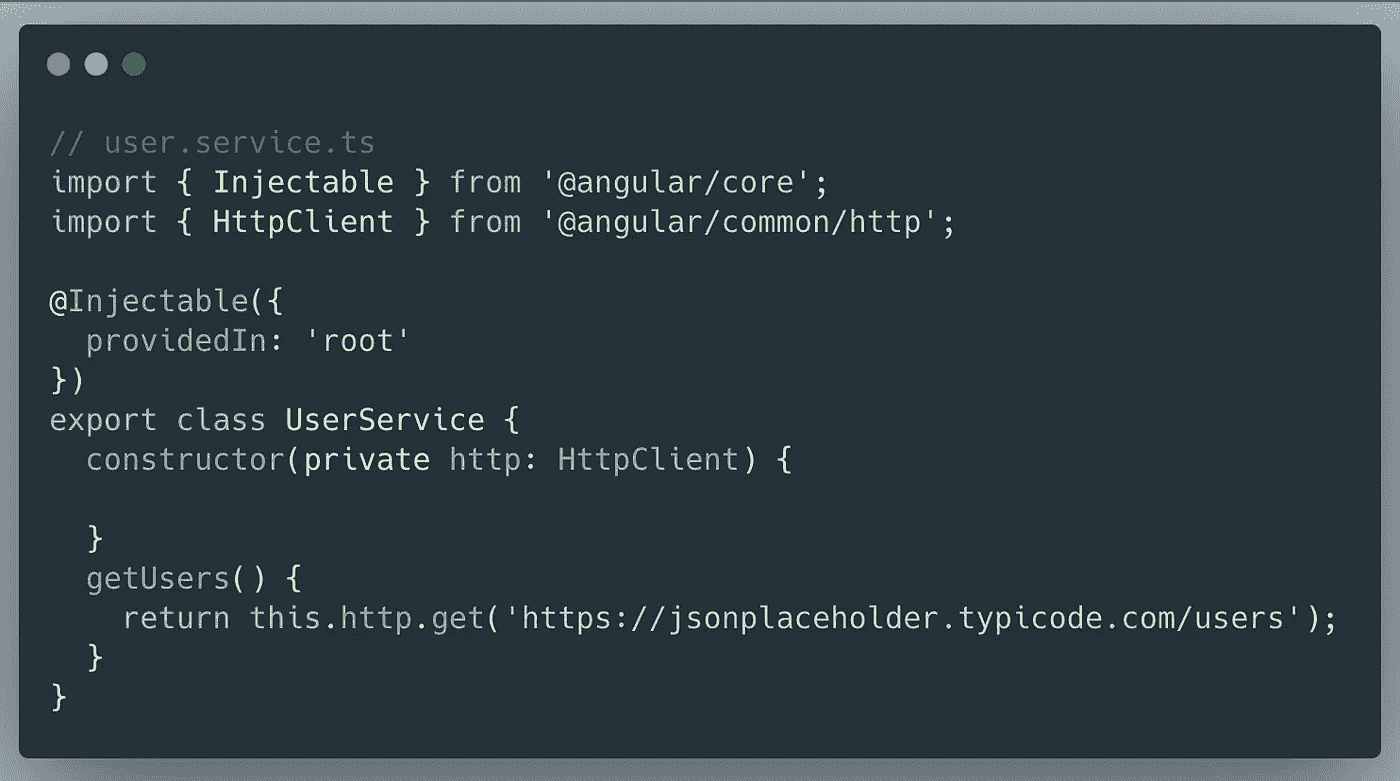 // user.service.ts
import { Injectable } from '@angular/core';
import { HttpClient } from '@angular/common/http';

@Injectable({
  providedIn: 'root'
})
export class UserService {
  constructor(private http: HttpClient) {

  }
  getUsers() {
    return this.http.get('https://jsonplaceholder.typicode.com/users');
  }
}